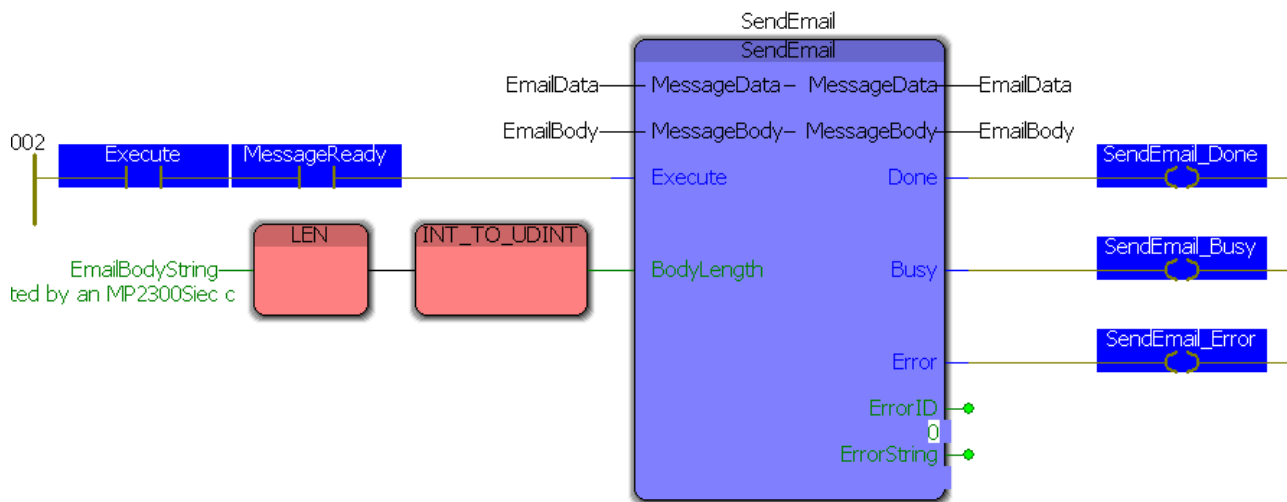 SendEmail
SendEmail
EmailData MessageData MessageData EmailData
EmailBody MessageBody MessageBody EmailBody
002
Execute MessageReady Execute Done SendEmail_Done
LEN INT_TO_UDINT
EmailBodyString BodyLength Busy SendEmail_Busy
ted by an MP2300Siec c
Error SendEmail_Error
ErrorID
0
ErrorString